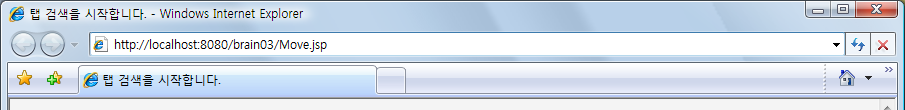 탭 검색을 시작합니다. - Windows Internet Explorer
http://localhost:8080/brain03/Move.jsp
탭 검색을 시작합니다.